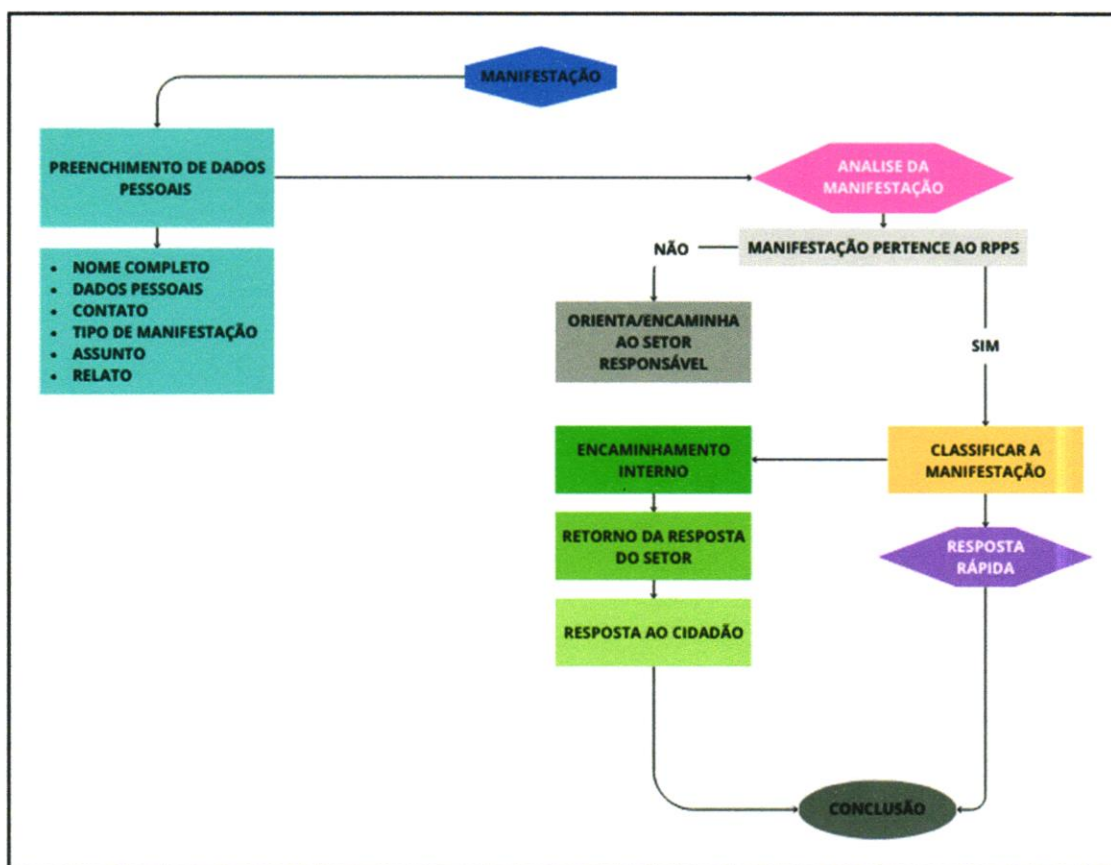 MANIFESTAÇÃO
PREENCHIMENTO DE DADOS
PESSOAIS
• NOME COMPLETO
• DADOS PESSOAIS
• CONTATO
• TIPO DE MANIFESTAÇÃO
• ASSUNTO
• RELATO
ANALISE DA
MANIFESTAÇÃO
MANIFESTAÇÃO PERTENCE AO RPPS
NÃO
ORIENTA/ENCAMINHA
AO SETOR
RESPONSÁVEL
SIM
CLASSIFICAR A
MANIFESTAÇÃO
ENCAMINHAMENTO
INTERNO
RETORNO DA RESPOSTA
DO SETOR
RESPOSTA AO CIDADÃO
RESPOSTA
RÁPIDA
CONCLUSÃO